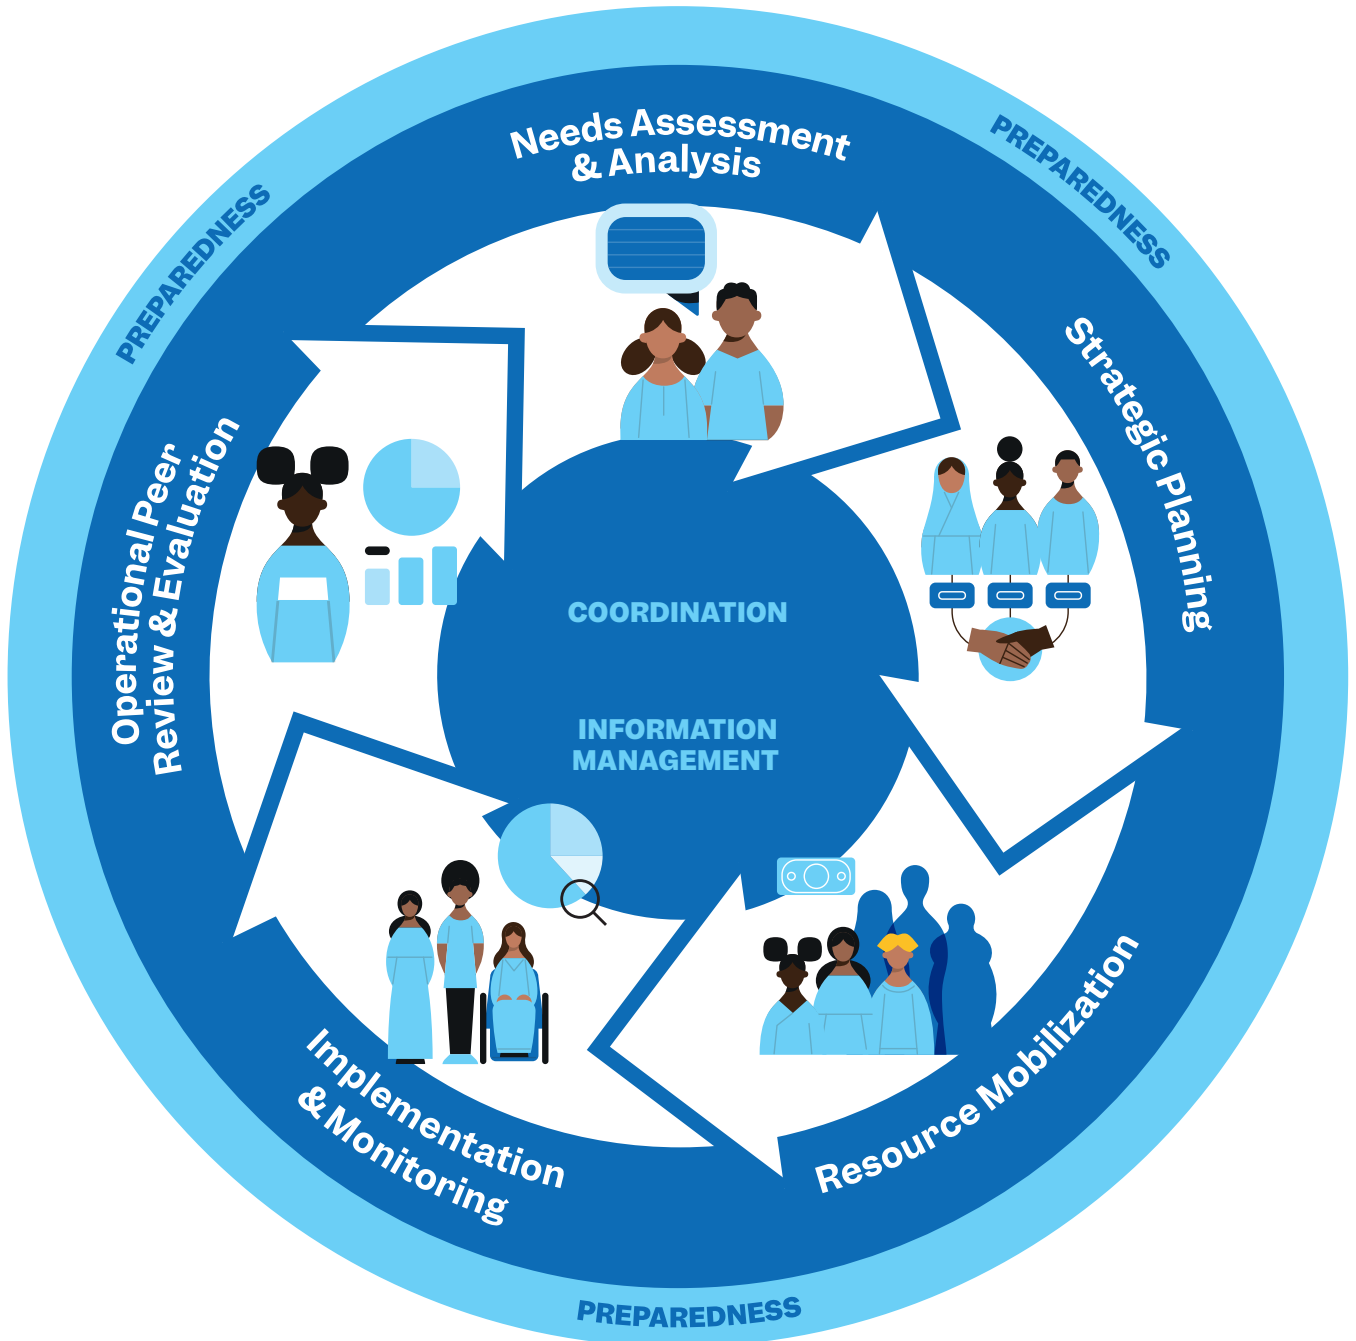 PREPAREDNESS
PREPAREDNESS
Needs Assessment
& Analysis
Strategic Planning
Resource Mobilization
Implementation
& Monitoring
Operational Peer
Review & Evaluation
COORDINATION
INFORMATION
MANAGEMENT
PREPAREDNESS